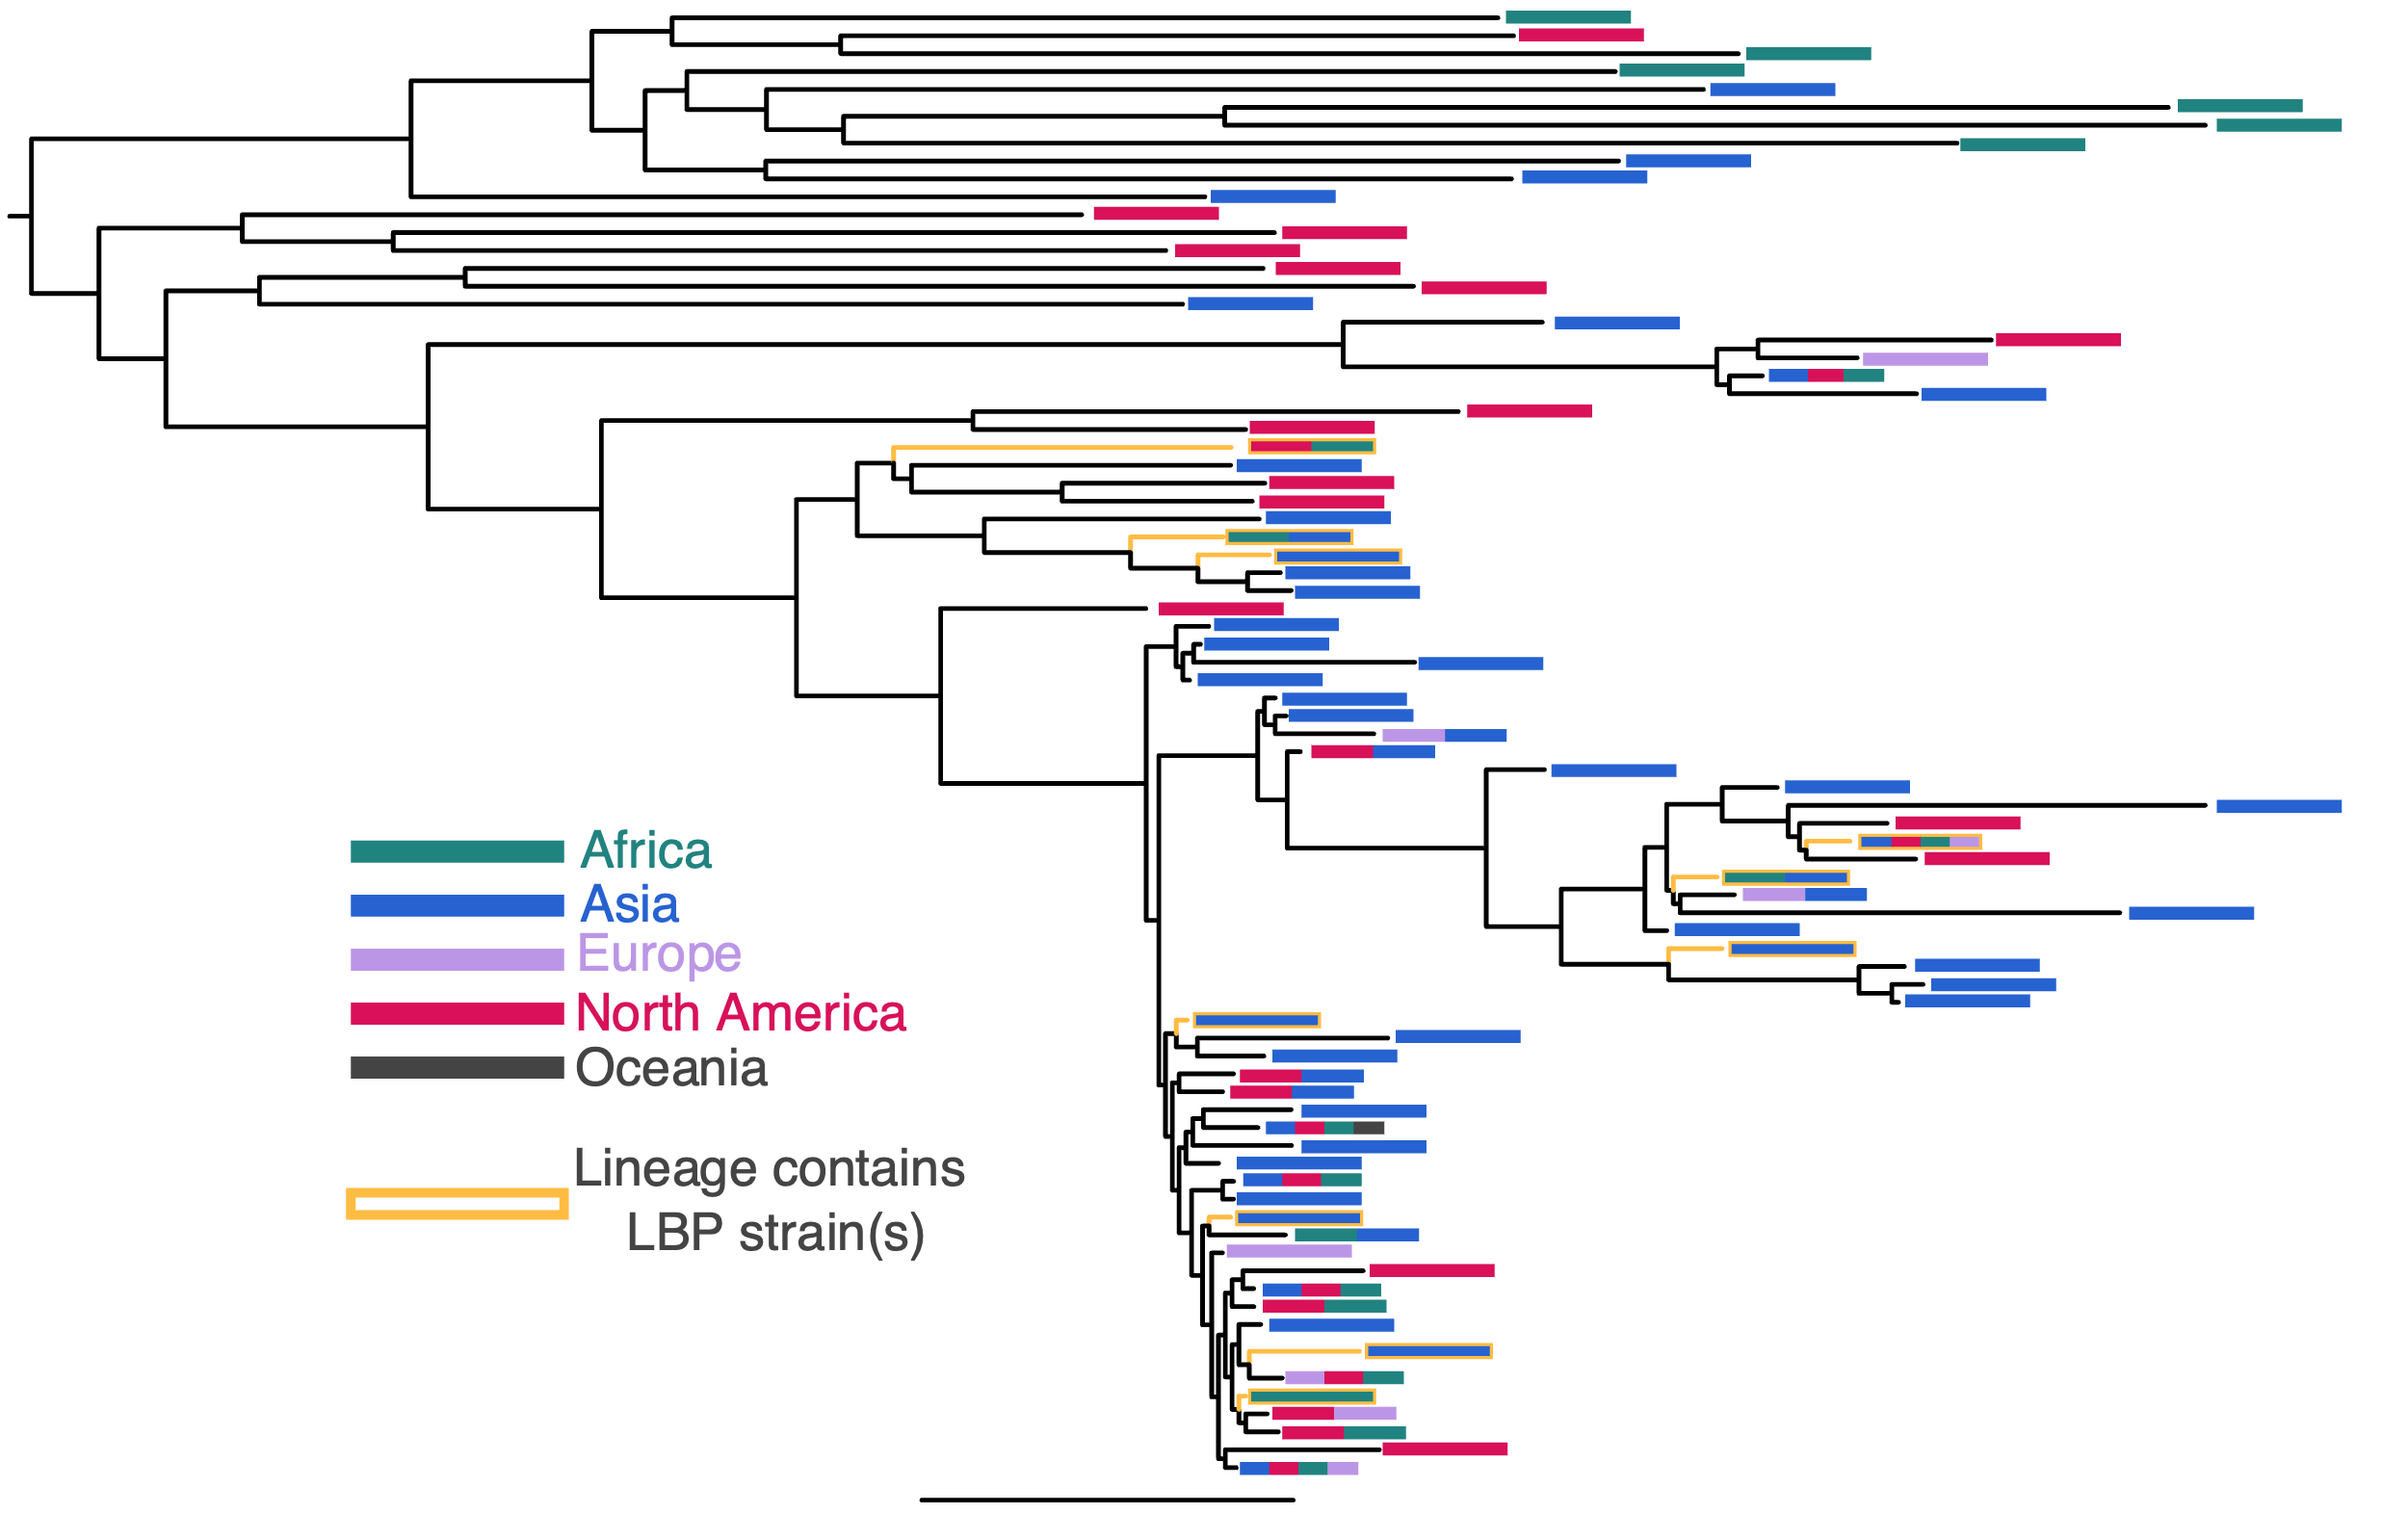 Africa
Asia
Europe
North America
Oceania
Lineage contains
LBP strain(s)